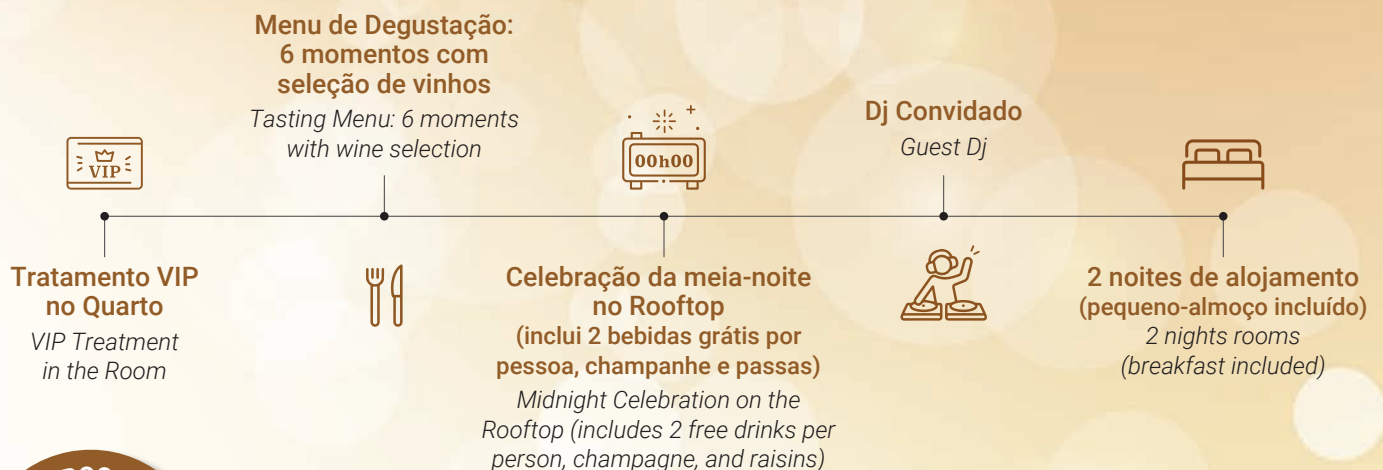 Menu de Degustação:
6 momentos com
seleção de vinhos
Tasting Menu: 6 moments
with wine selection
Dj Convidado
Guest Dj
VIP
00h00
Tratamento VIP
no Quarto
VIP Treatment
in the Room
Celebração da meia-noite
no Rooftop
(inclui 2 bebidas grátis por
pessoa, champanhe e passas)
Midnight Celebration on the
Rooftop (includes 2 free drinks per
person, champagne, and raisins)
2 noites de alojamento
(pequeno-almoço incluído)
2 nights rooms
(breakfast included)